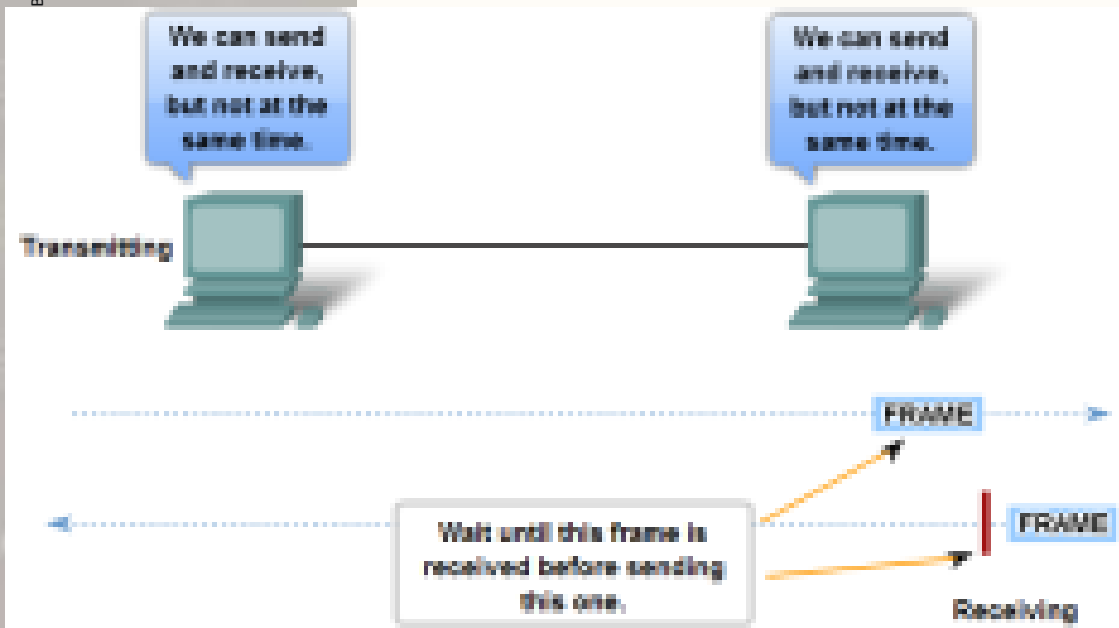 We can send
and receive,
but not at the
same time.
We can send
and receive,
but not at the
same time.
Transmitting
FRAME
Wait until this frame is
received before sending
this one.
FRAME
Receiving